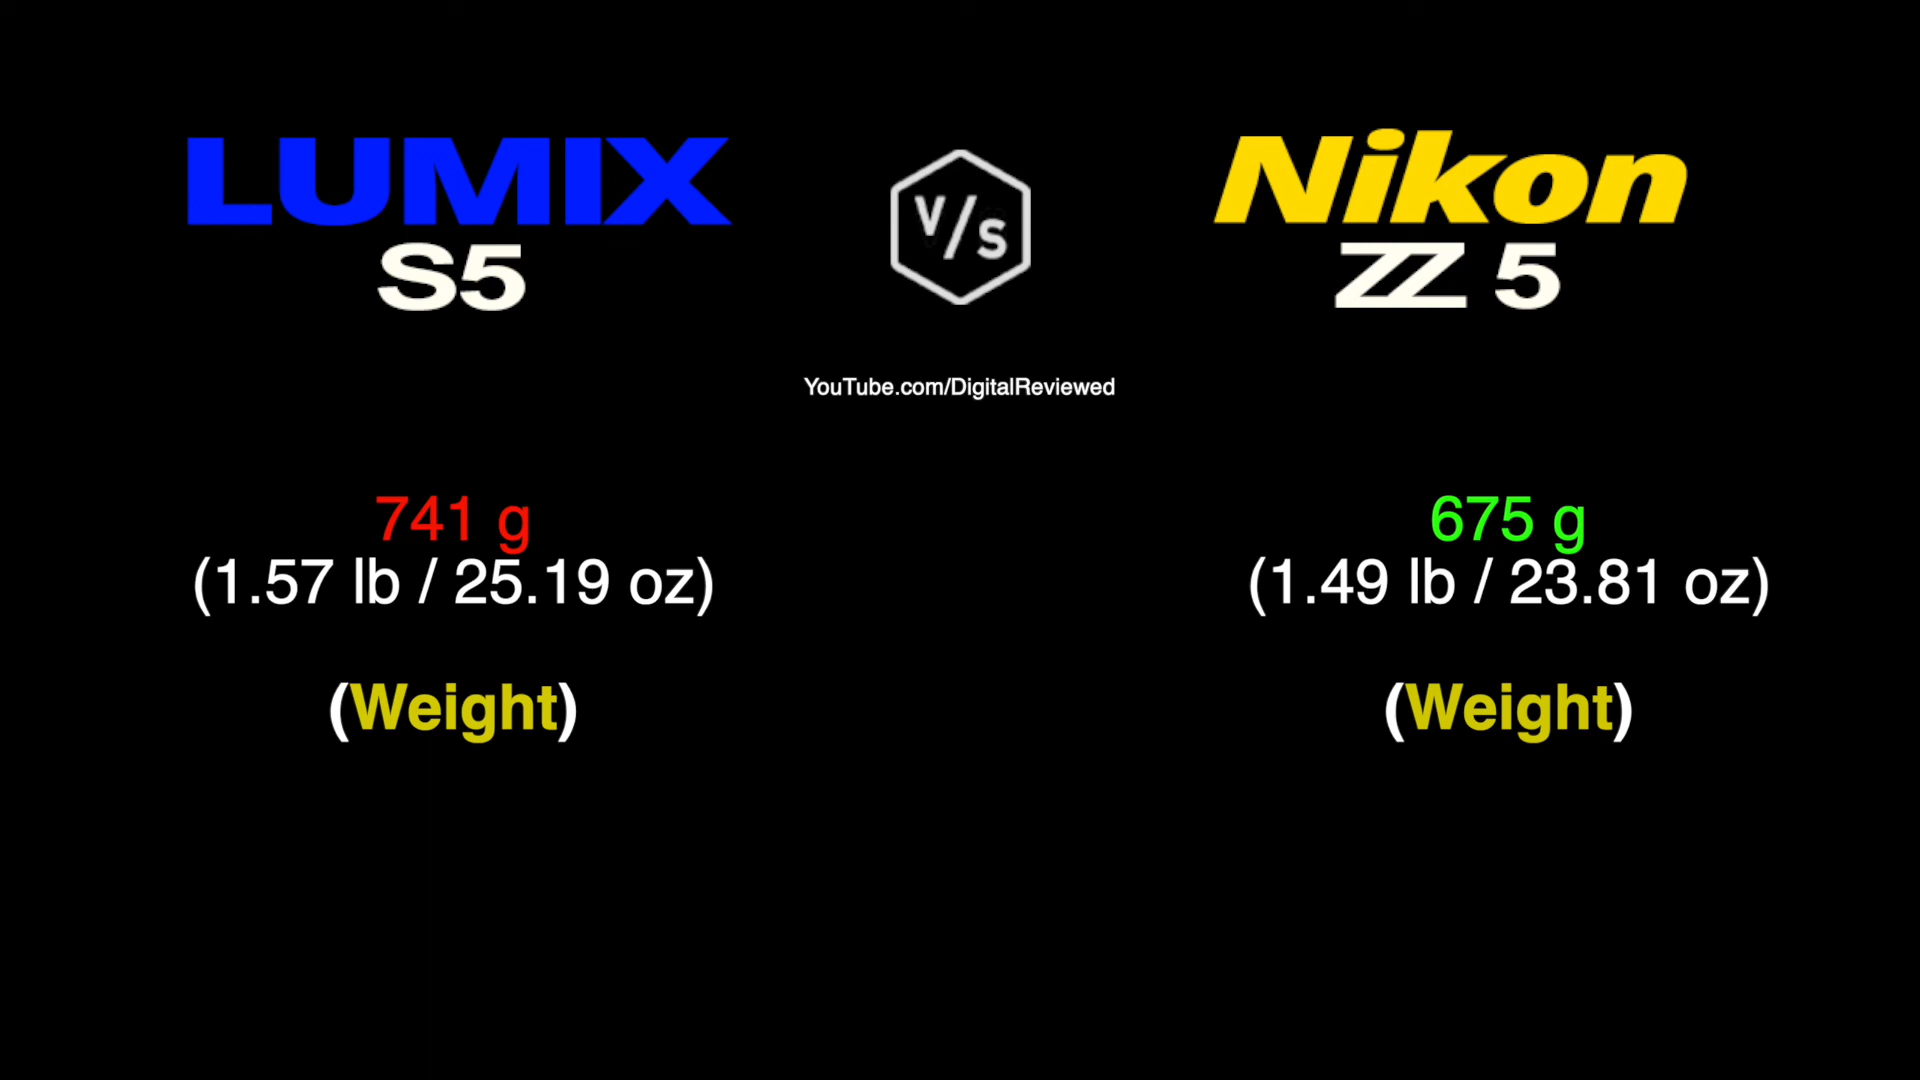 LUMIX
S5
V/S
Nikon
Z 5
YouTube.com/DigitalReviewed
741 g
(1.57 lb / 25.19 oz)
(Weight)
675 g
(1.49 lb / 23.81 oz)
(Weight)